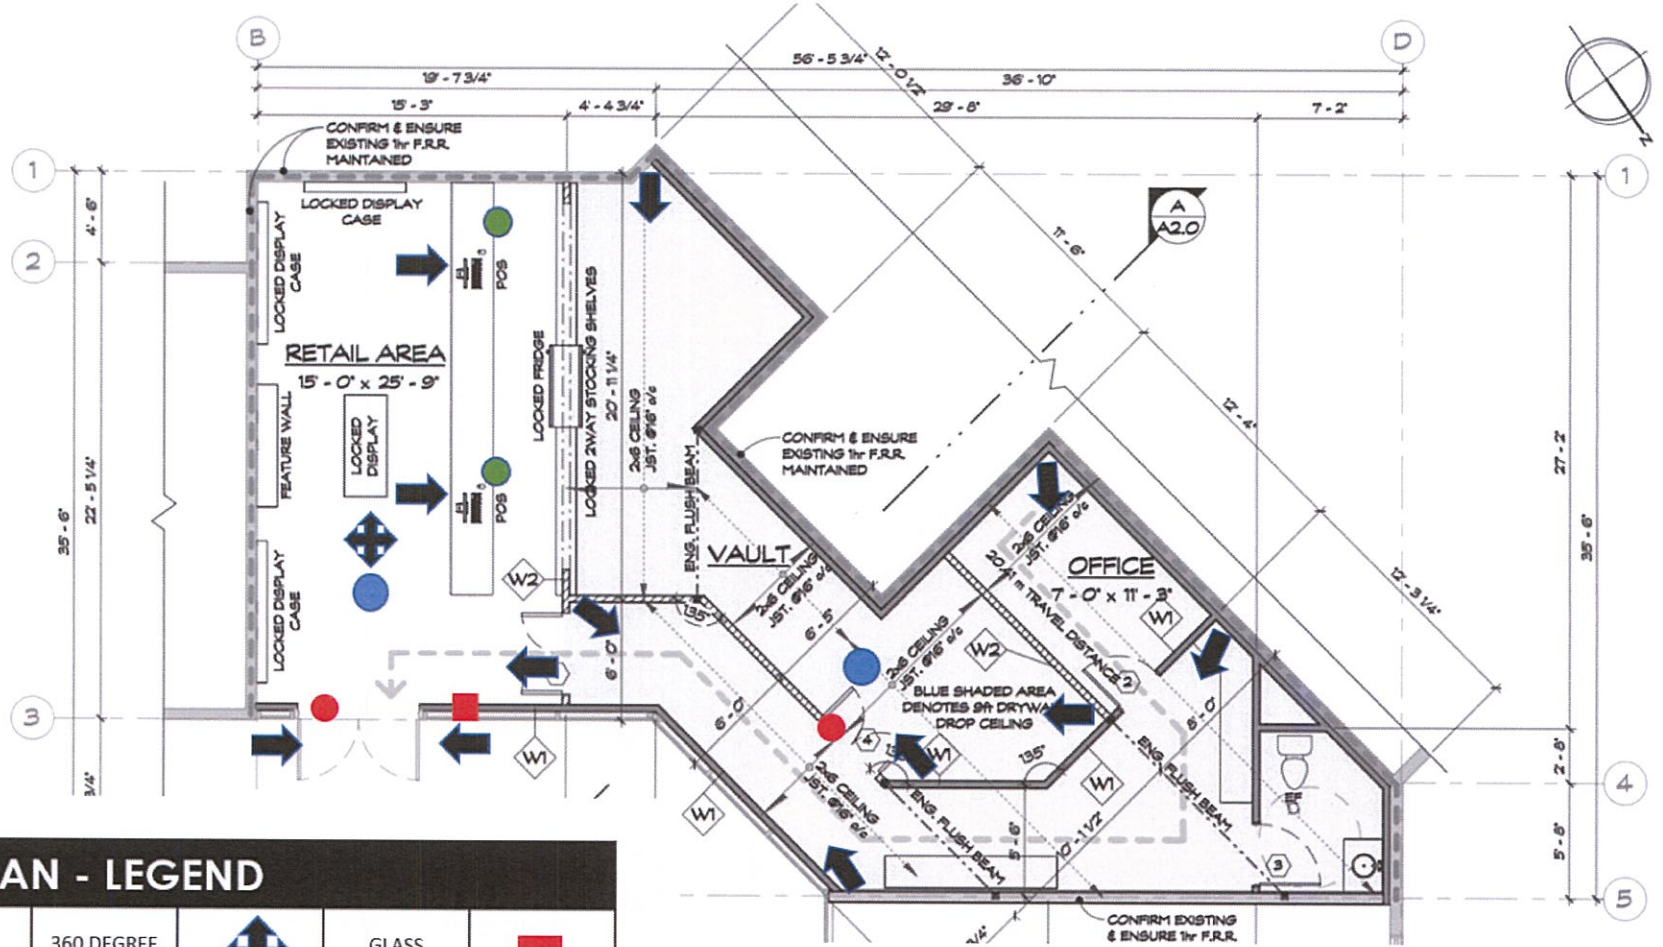 B
D
56' - 5 3/4"
12' - 0 1/2"
19' - 7 3/4"
36' - 10"
15' - 3"
4' - 4 3/4"
29' - 8"
7 - 2"
N
CONFIRM & ENSURE
EXISTING 1hr F.R.R.
MAINTAINED
1
1
LOCKED DISPLAY
CASE
A
A2.0
4' - 6"
2
11' - 6"
LOCKED DISPLAY
CASE
POS
RETAIL AREA
15' - 0" x 25' - 9"
LOCKED FRIDGE
LOCKED 2WAY STOCKING SHELVES
20' - 11 1/4"
2x6 CEILING
JST. @16" o/c
FEATURE WALL
LOCKED
DISPLAY
POS
CONFIRM & ENSURE
EXISTING 1hr F.R.R.
MAINTAINED
12' - 4"
27' - 2"
35' - 6"
22' - 5 1/4"
35' - 6"
ENG. FLUSH BEAM
VAULT
2x6 CEILING
JST. @16" o/c
2x6 CEILING
JST. @16" o/c
20.41 m TRAVEL DISTANCE
OFFICE
7' - 0" x 11' - 3"
12' - 3 1/4"
W2
W1
135°
6' - 5"
LOCKED DISPLAY
CASE
6' - 0"
2x6 CEILING
JST. @16" o/c
W2
2
BLUE SHADED AREA
DENOTES 9ft
DROP CEILING
6' - 0"
8' - 0"
3
4
W1
135°
W1
W1
W1
2x6 CEILING
JST. @16" o/c
ENG. FLUSH BEAM
ENG. FLUSH BEAM
5' - 6"
2' - 8"
4
5' - 8"
3
5
3/4"
3/4"
CONFIRM EXISTING
& ENSURE 1hr F.R.R.
AN - LEGEND
360 DEGREE
GLASS